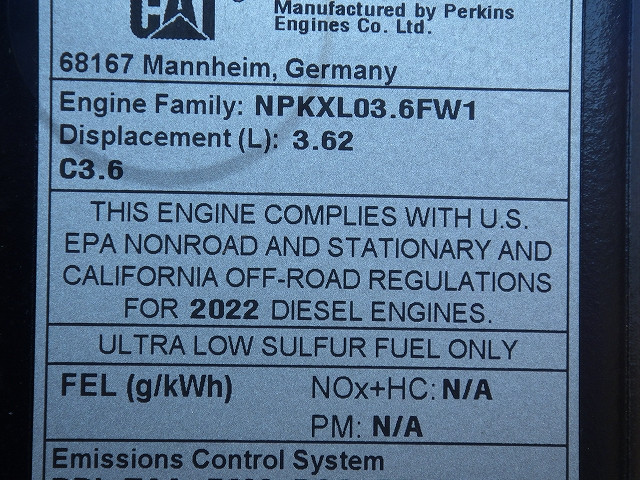 CAT
Manufactured by Perkins
Engines Co. Ltd.
68167 Mannheim, Germany
Engine Family: NPKXL03.6FW1
Displacement (L): 3.62
C3.6
THIS ENGINE COMPLIES WITH U.S.
EPA NONROAD AND STATIONARY AND
CALIFORNIA OFF-ROAD REGULATIONS
FOR 2022 DIESEL ENGINES.
ULTRA LOW SULFUR FUEL ONLY
FEL (g/kWh) NOx+HC: N/A
PM: N/A
Emissions Control System